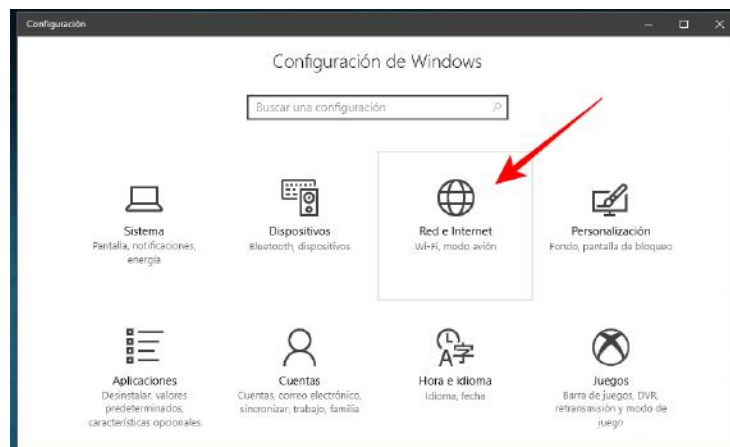 Configuración
Configuración de Windows
Buscar una configuración
Sistema
Pantalla, notificaciones,
energía
Dispositivos
Bluetooth, dispositivos
Red e Internet
Wi-Fi, modo avión
Personalización
Fondo, pantalla de bloqueo
Aplicaciones
Desinstalar, valores
predeterminados,
características opcionales
Cuentas
Cuentas, correo electrónico,
sincronizar, trabajo, familia
Hora e idioma
Idioma, fecha
Juegos
Barra de juegos, DVR,
retransmisión y modo de
juego